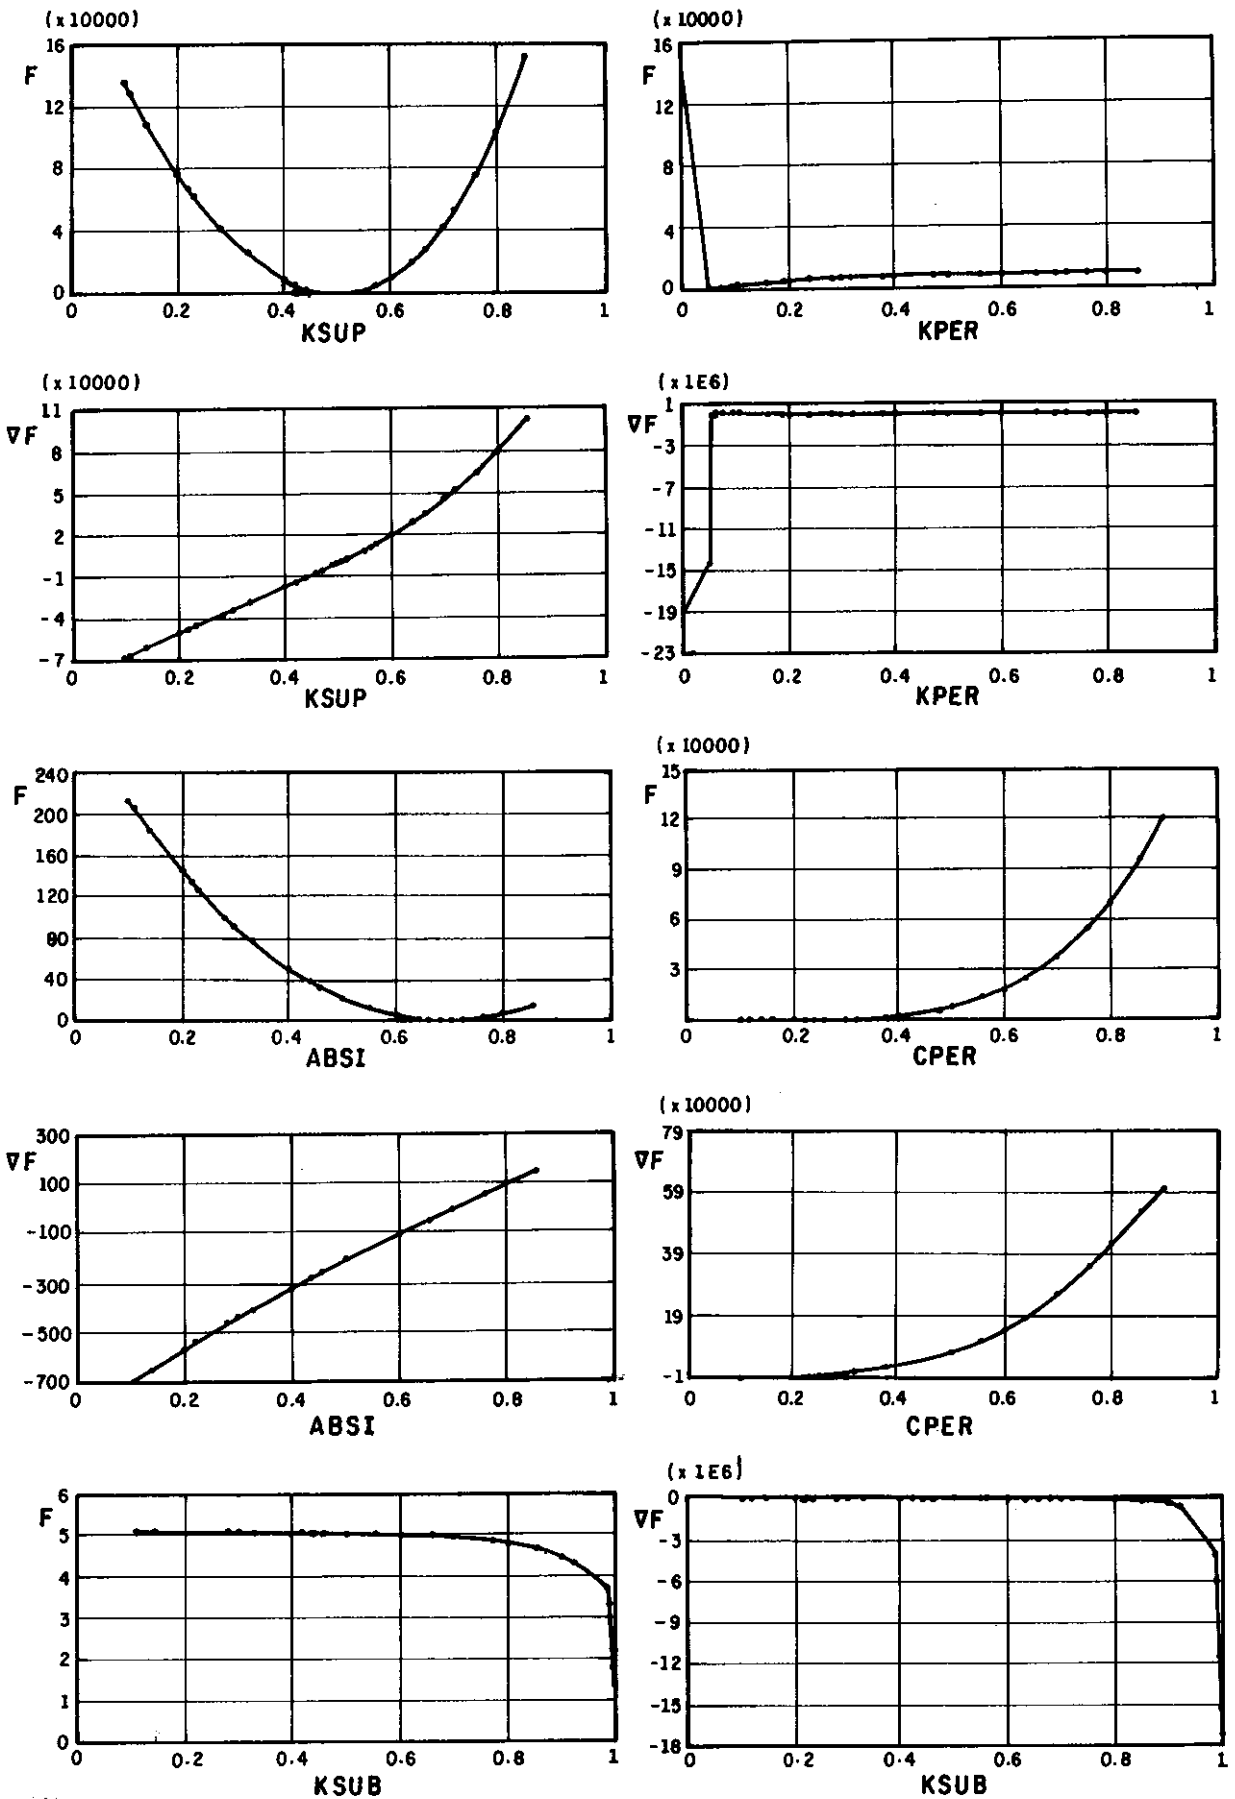 (x10000) (x10000)
16 16
F F
12 12
8 8
4 4
0 0
0 0.2 0.4 0.6 0.8 1 0 0.2 0.4 0.6 0.8 1
KSUP KPER
(x10000) (x1E6)
11 1
∇F ∇F
8 -3
5 -7
2 -11
-1 -15
-4 -19
-7 -23
0 0.2 0.4 0.6 0.8 1 0 0.2 0.4 0.6 0.8 1
KSUP KPER
(x10000)
240 15
F F
200 12
160 9
120 6
80 3
40
0 0
0 0.2 0.4 0.6 0.8 1 0.2 0.4 0.6 0.8 1
ABSI CPER
(x10000)
300 79
∇F ∇F
100 59
-100 39
-300 19
-500 -1
-700
0 0.2 0.4 0.6 0.8 1 0 0.2 0.4 0.6 0.8 1
ABSI CPER
(x1E6)
6 0
F ∇F
5 -3
4 -6
3 -9
2 -12
1 -15
0 -18
0 0.2 0.4 0.6 0.8 1 0 0.2 0.4 0.6 0.8 1
KSUB KSUB